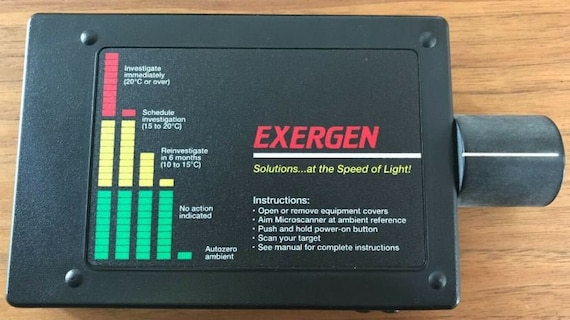 Investigate
immediately
(20°C or over)
Schedule
investigation
(15 to 20°C)
Reinvestigate
in 6 months
(10 to 15°C)
No action
indicated
Autozero
ambient
EXERGEN
Solutions...at the Speed of Light!
Instructions:
• Open or remove equipment covers
• Aim Microscanner at ambient reference
• Push and hold power-on button
• Scan your target
• See manual for complete instructions